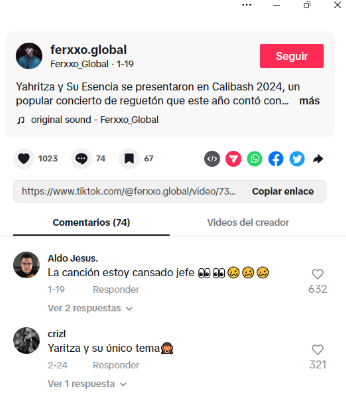 ferxxo.global
Ferxxo_Global · 1-19
Seguir
Yahritza y Su Esencia se presentaron en Calibash 2024, un
popular concierto de reguetón que este año contó con... más
original sound - Ferxxo_Global
1023 74 67
https://www.tiktok.com/@ferxxo.global/video/73... Copiar enlace
Comentarios (74) Videos del creador
Aldo Jesus.
La canción estoy cansado jefe 👀👀😖😖😖
1-19 Responder
632
Ver 2 respuestas
crizl
Yaritza y su único tema🙈
2-24 Responder
321
Ver 1 respuesta